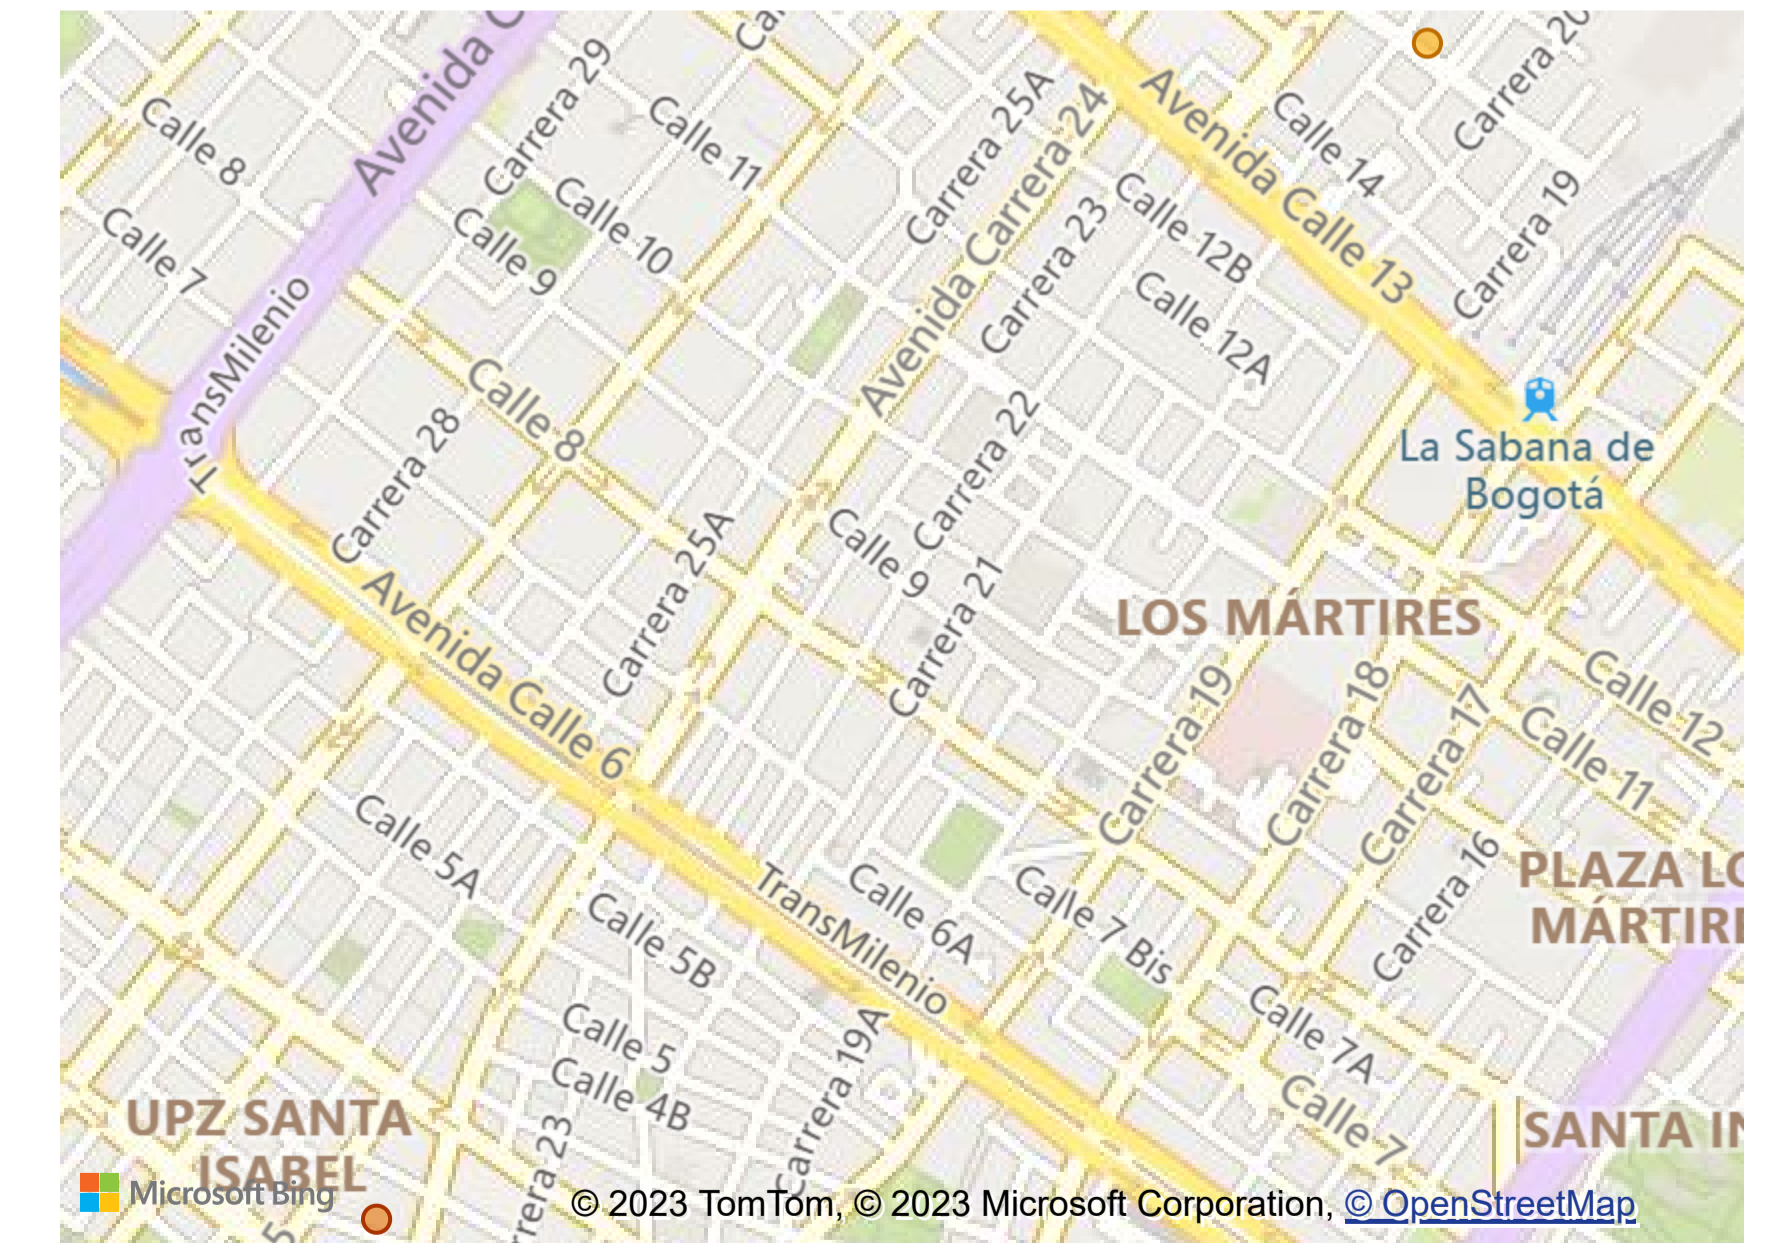 Avenida C
Carrera 29
Carrera 25A
Avenida Carrera 24
Avenida Calle 13
Calle 14
Carrera 20
Calle 8
Calle 11
Calle 7
Calle 10
Calle 9
Carrera 23
Calle 12B
Carrera 19
TransMilenio
Calle 12A
Calle 8
Carrera 28
Carrera 22
La Sabana de
Bogotá
Carrera 25A
Calle 9
Carrera 21
LOS MÁRTIRES
Avenida Calle 6
Carrera 19
Carrera 18
Carrera 17
Calle 12
Calle 11
Calle 5A
Carrera 16
PLAZA LO
MÁRTIRE
TransMilenio
Calle 6A
Calle 7 Bis
Calle 5B
Calle 7A
Calle 5
Calle 4B
Carrera 19A
Calle 7
UPZ SANTA
ISABEL
SANTA IN
rrera 23
Microsoft Bing
© 2023 TomTom, © 2023 Microsoft Corporation, © OpenStreetMap